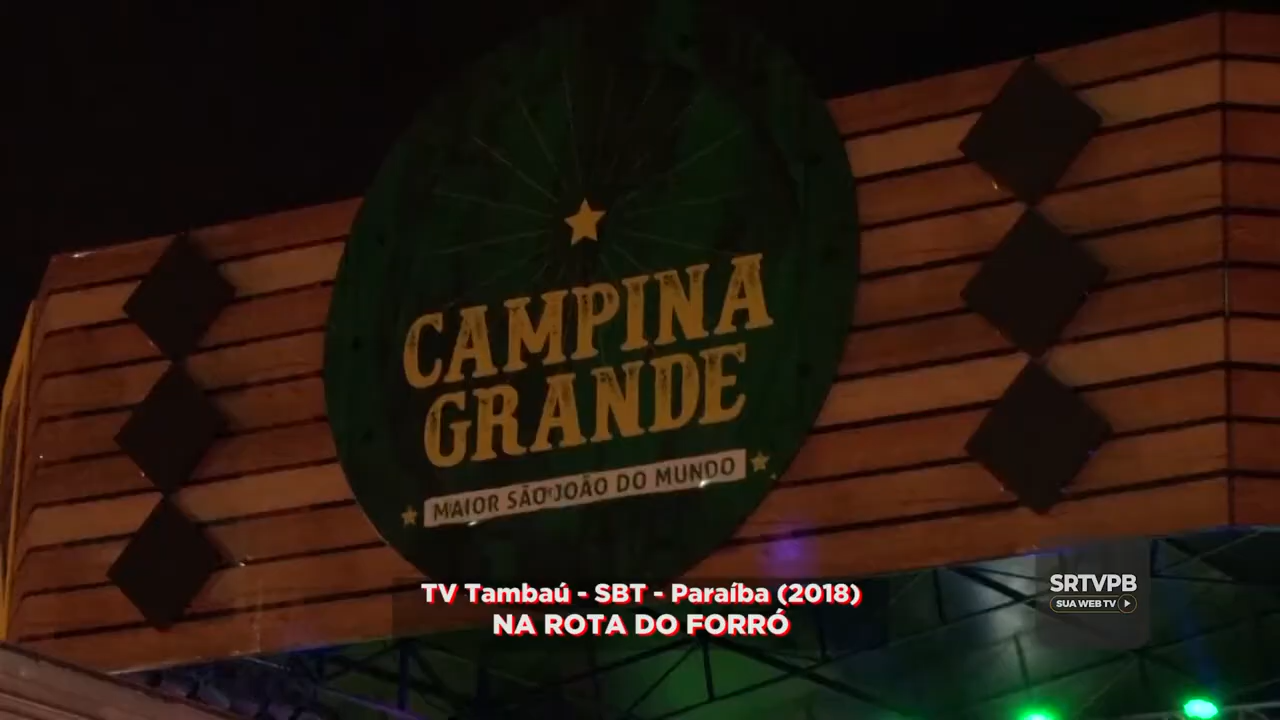 CAMPINA
GRANDE
MAIOR SÃO JOÃO DO MUNDO
TV Tambaú - SBT - Paraíba (2018)
NA ROTA DO FORRÓ
SRTVPB
SUA WEB TV